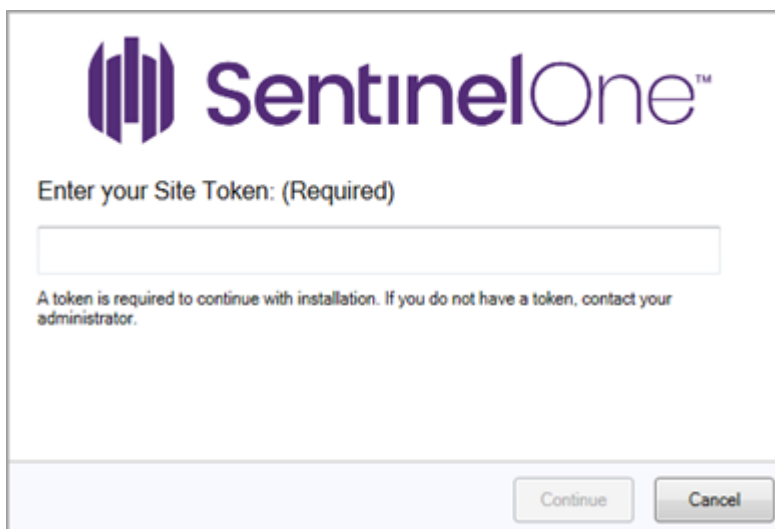 SentinelOne™
Enter your Site Token: (Required)
A token is required to continue with installation. If you do not have a token, contact your
administrator.
Continue
Cancel